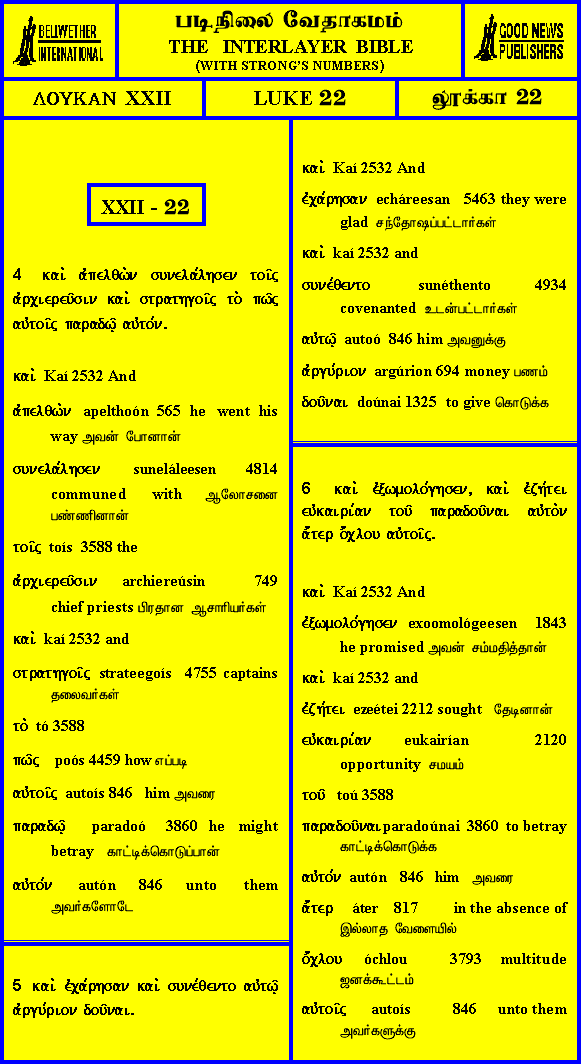 BELLWETHER
INTERNATIONAL
படிநிலை வேதாகமம்
THE INTERLAYER BIBLE
(WITH STRONG'S NUMBERS)
GOOD NEWS
PUBLISHERS
ΛΟΥΚΑΝ XXII
LUKE 22
லூக்கா 22
XXII - 22
4 καὶ ἀπελθὼν συνελάλησεν τοῖς
ἀρχιερεῦσιν καὶ στρατηγοῖς τὸ πῶς
αὐτοῖς παραδῷ αὐτόν.
καὶ Kaí 2532 And
ἀπελθὼν apelthoón 565 he went his
way அவன் போனான்
συνελάλησεν suneláleesen 4814
communed with ஆலோசனை
பண்ணினான்
τοῖς toís 3588 the
ἀρχιερεῦσιν archiereúsin 749
chief priests பிரதான ஆசாரியர்கள்
καὶ kaí 2532 and
στρατηγοῖς strateegoís 4755 captains
தலைவர்கள்
τὸ tó 3588
πῶς poós 4459 how எப்படி
αὐτοῖς autoís 846 him அவரை
παραδῷ paradoó 3860 he might
betray காட்டிக்கொடுப்பான்
αὐτόν autón 846 unto them
அவர்களோடே
5 καὶ ἐχάρησαν καὶ συνέθεντο αὐτῷ
ἀργύριον δοῦναι.
καὶ Kaí 2532 And
ἐχάρησαν echáreesan 5463 they were
glad சந்தோஷப்பட்டார்கள்
καὶ kaí 2532 and
συνέθεντο sunéthento 4934
covenanted உடன்பட்டார்கள்
αὐτῷ autoó 846 him அவனுக்கு
ἀργύριον argúrion 694 money பணம்
δοῦναι doúnai 1325 to give கொடுக்க
6 καὶ ἐξωμολόγησεν, καὶ ἐζήτει
εὐκαιρίαν τοῦ παραδοῦναι αὐτὸν
ἄτερ ὄχλου αὐτοῖς.
καὶ Kaí 2532 And
ἐξωμολόγησεν exoomológeesen 1843
he promised அவன் சம்மதித்தான்
καὶ kaí 2532 and
ἐζήτει ezeétei 2212 sought தேடினான்
εὐκαιρίαν eukairían 2120
opportunity சமயம்
τοῦ toú 3588
παραδοῦναι paradoúnai 3860 to betray
காட்டிக்கொடுக்க
αὐτόν autón 846 him அவரை
ἄτερ áter 817 in the absence of
இல்லாத வேளையில்
ὄχλου óchlou 3793 multitude
ஜனக்கூட்டம்
αὐτοῖς autoís 846 unto them
அவர்களுக்கு